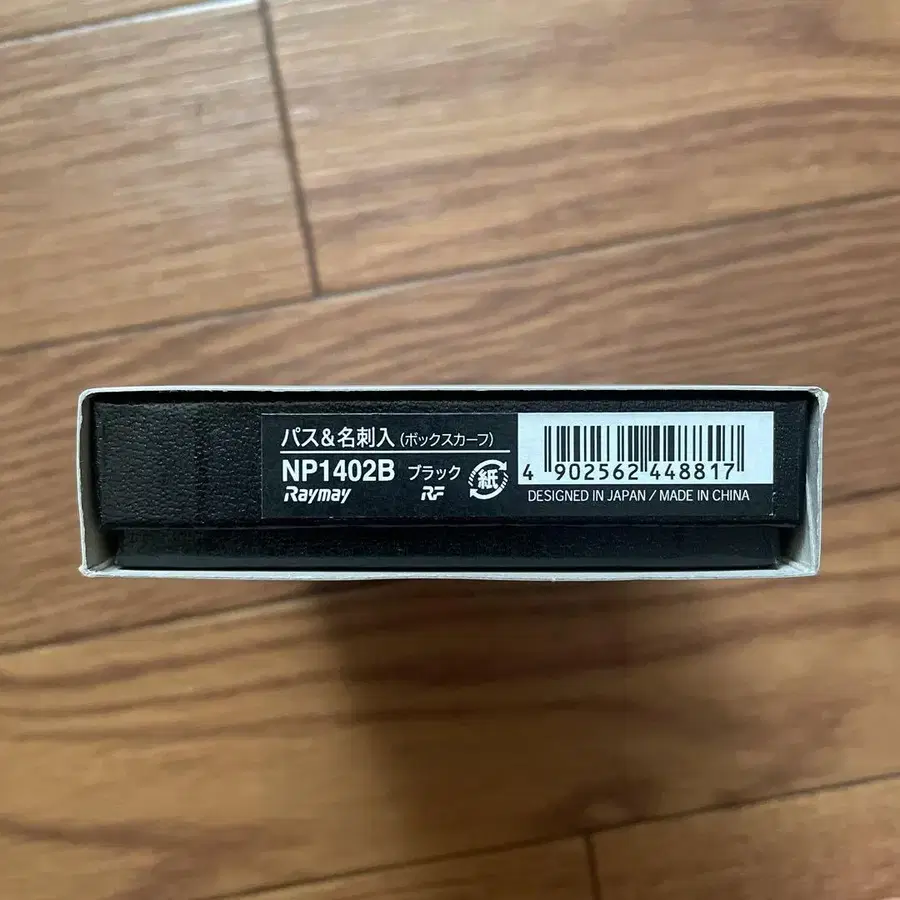 パス&名刺入(ボックスカーフ)
NP1402B ブラック 紙
Raymay RF
4 902562 448817
DESIGNED IN JAPAN / MADE IN CHINA